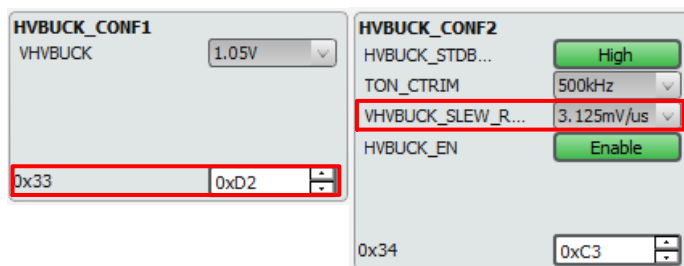 HVBUCK_CONF1
VHVBUCK 1.05V
0x33 0xD2
HVBUCK_CONF2
HVBUCK_STDB... High
TON_CTRIM 500kHz
VHVBUCK_SLEW_R... 3.125mV/us
HVBUCK_EN Enable
0x34 0xC3